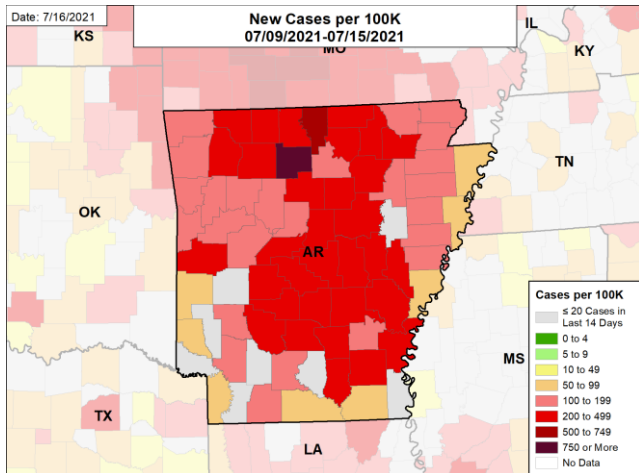 Date: 7/16/2021
New Cases per 100K
07/09/2021-07/15/2021
KS
MO
IL
KY
TN
OK
AR
MS
TX
LA
Cases per 100K
≤ 20 Cases in
Last 14 Days
0 to 4
5 to 9
10 to 49
50 to 99
100 to 199
200 to 499
500 to 749
750 or More
No Data